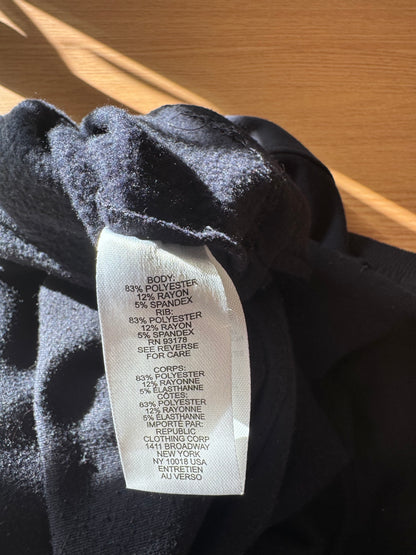 BODY:
83% POLYESTER
12% RAYON
5% SPANDEX
RIB:
83% POLYESTER
12% RAYON
5% SPANDEX
RN 93178
SEE REVERSE
FOR CARE
CORPS:
83% POLYESTER
12% RAYONNE
5% ÉLASTHANNE
CÔTES:
83% POLYESTER
12% RAYONNE
5% ÉLASTHANNE
IMPORTÉ PAR:
REPUBLIC
CLOTHING CORP
1411 BROADWAY
NEW YORK
NY 10018 USA
ENTRETIEN
AU VERSO